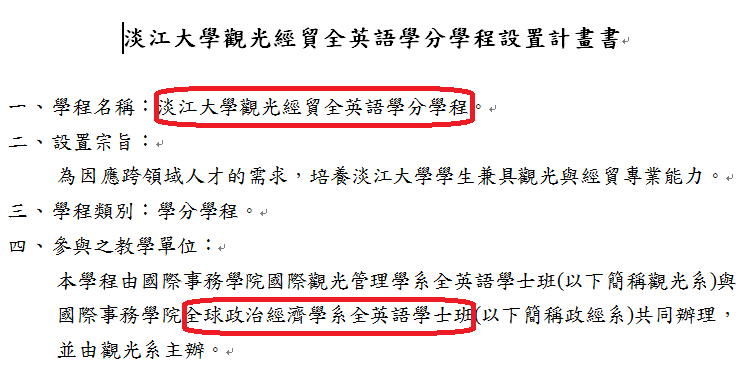 淡江大學觀光經貿全英語學分學程設置計畫書
一、學程名稱：淡江大學觀光經貿全英語學分學程。
二、設置宗旨：
為因應跨領域人才的需求，培養淡江大學學生兼具觀光與經貿專業能力。
三、學程類別：學分學程。
四、參與之教學單位：
本學程由國際事務學院國際觀光管理學系全英語學士班(以下簡稱觀光系)與
國際事務學院全球政治經濟學系全英語學士班(以下簡稱政經系)共同辦理，
並由觀光系主辦。